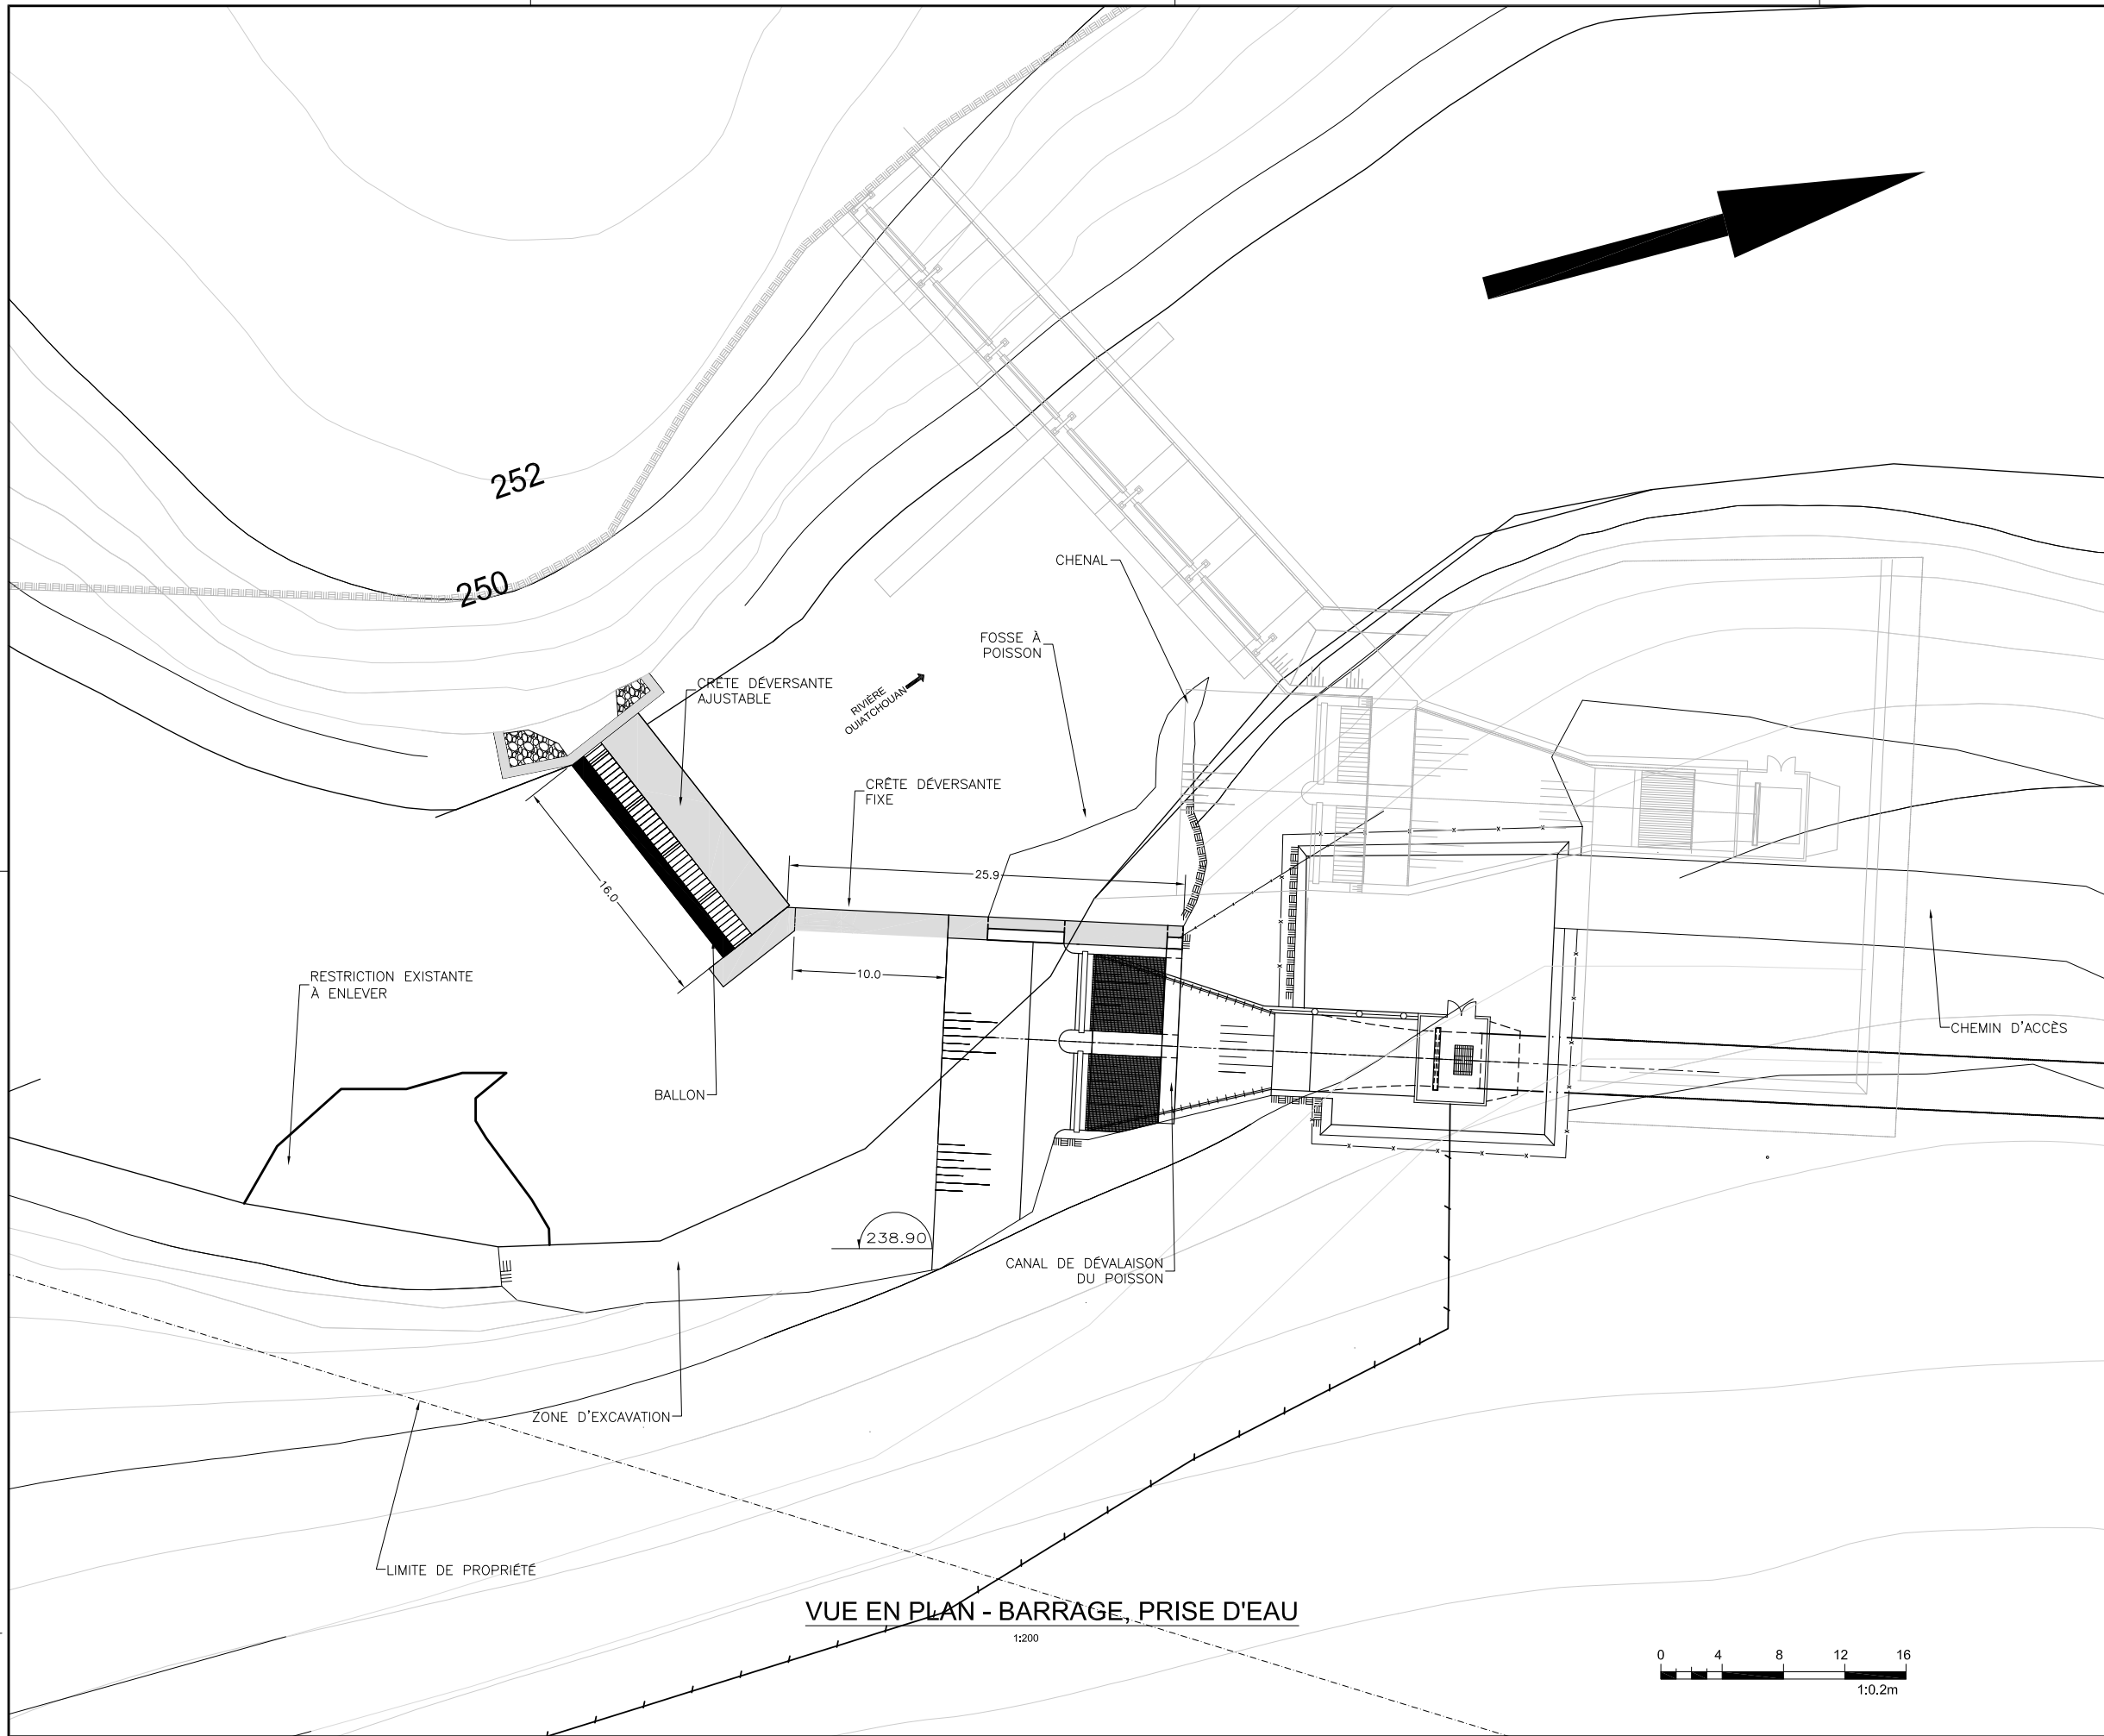 252
250
CHENAL
FOSSE À
POISSON
CRÊTE DÉVERSANTE
AJUSTABLE
RIVIÈRE
OUIATCHOUAN
CRÊTE DÉVERSANTE
FIXE
16.0
25.9
10.0
RESTRICTION EXISTANTE
À ENLEVER
BALLON
CHEMIN D'ACCÈS
238.90
CANAL DE DÉVALAISON
DU POISSON
ZONE D'EXCAVATION
LIMITE DE PROPRIÉTÉ
VUE EN PLAN - BARRAGE, PRISE D'EAU
1:200
0 4 8 12 16
1:0.2m